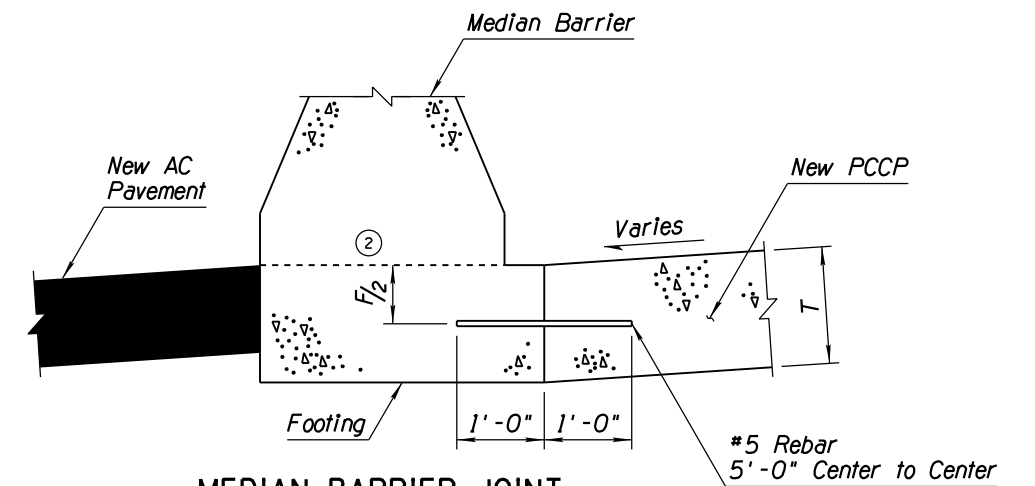 Median Barrier
New AC
Pavement
New PCCP
Varies
2
F/2
T
Footing
1'-0"
1'-0"
#5 Rebar
5'-0" Center to Center
MEDIAN BARRIER JOINT